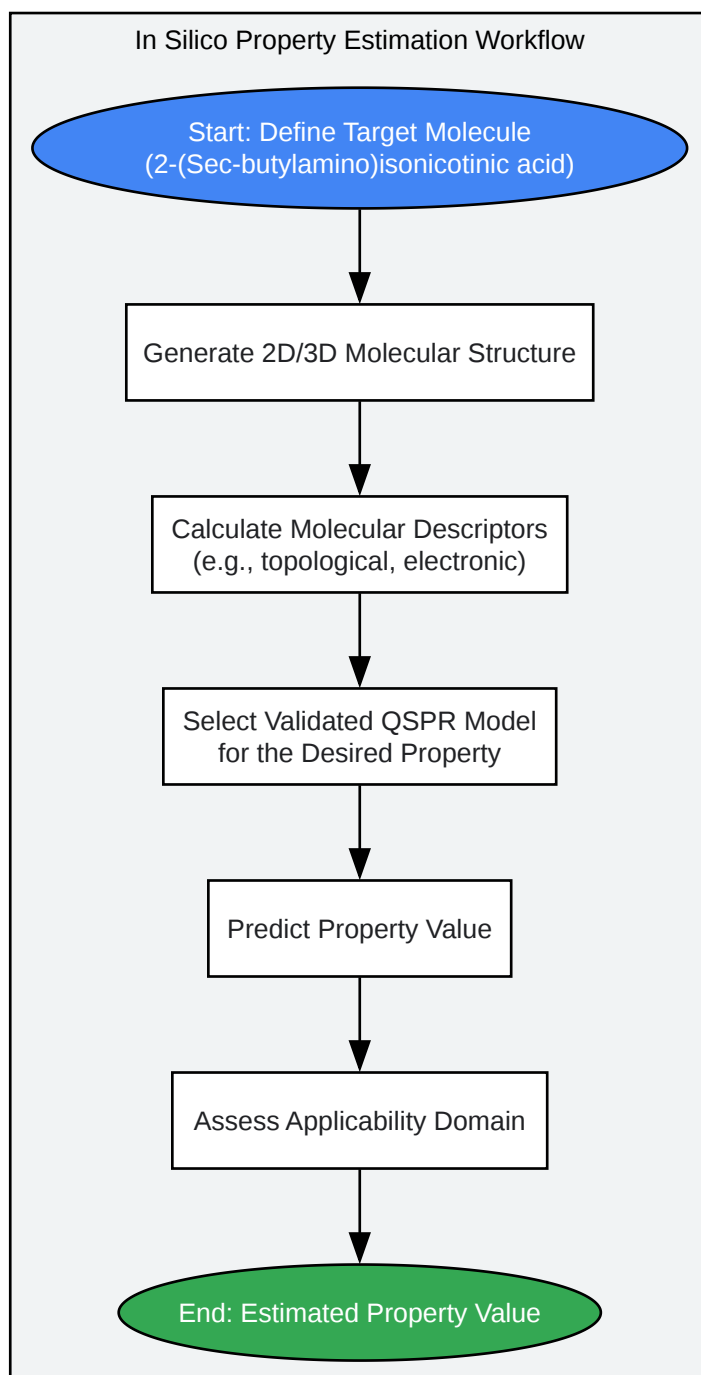 In Silico Property Estimation Workflow
Start: Define Target Molecule
(2-(Sec-butylamino)isonicotinic acid)
Generate 2D/3D Molecular Structure
Calculate Molecular Descriptors
(e.g., topological, electronic)
Select Validated QSPR Model
for the Desired Property
Predict Property Value
Assess Applicability Domain
End: Estimated Property Value